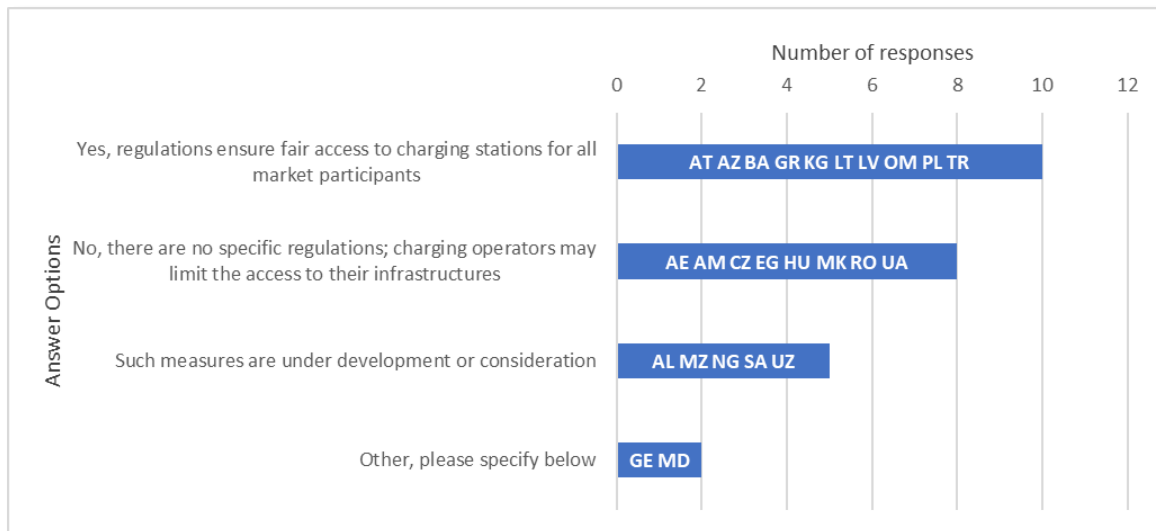 Number of responses
0 2 4 6 8 10 12
Answer Options
Yes, regulations ensure fair access to charging stations for all
market participants
AT AZ BA GR KG LT LV OM PL TR
No, there are no specific regulations; charging operators may
limit the access to their infrastructures
AE AM CZ EG HU MK RO UA
Such measures are under development or consideration
AL MZ NG SA UZ
Other, please specify below
GE MD